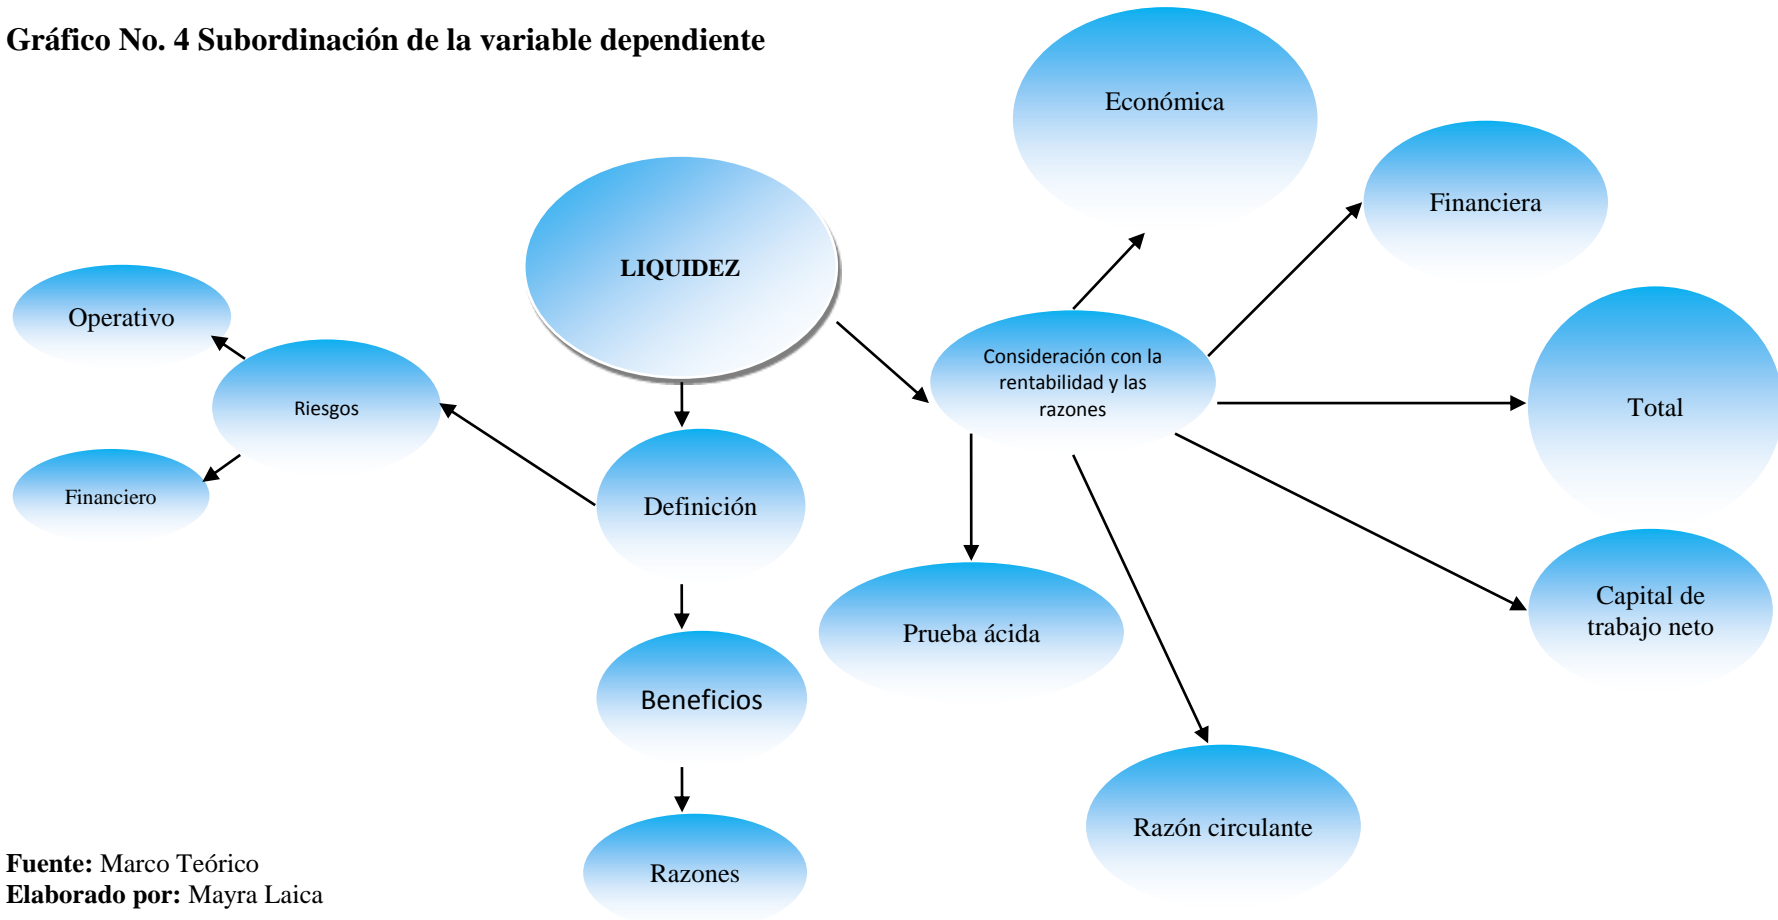 Gráfico No. 4 Subordinación de la variable dependiente
Económica
Financiera
LIQUIDEZ
Operativo
Consideración con la
rentabilidad y las
razones
Riesgos
Total
Financiero
Definición
Capital de
trabajo neto
Prueba ácida
Beneficios
Razón circulante
Razones
Fuente: Marco Teórico
Elaborado por: Mayra Laica